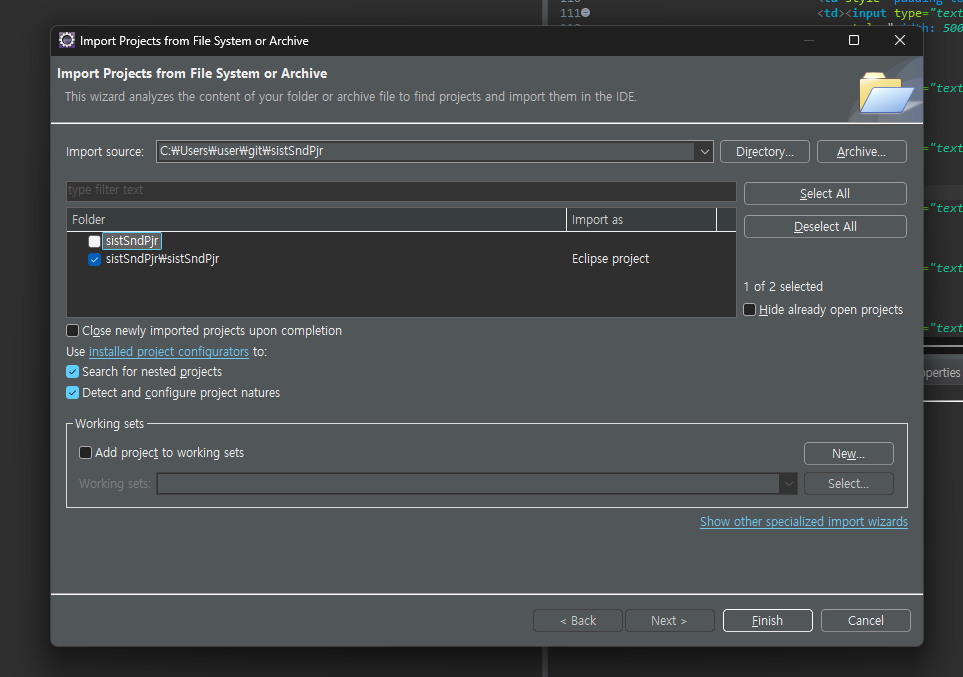 111
<td><input type="text
Import Projects from File System or Archive
Import Projects from File System or Archive
This wizard analyzes the content of your folder or archive file to find projects and import them in the IDE.
Import source: C:₩Users₩user₩git₩sistSndPjr Directory... Archive...
type filter text
Select All
Folder Import as
Deselect All
sistSndPjr
sistSndPjr₩sistSndPjr Eclipse project
1 of 2 selected
Hide already open projects
Close newly imported projects upon completion
Use installed project configurators to:
Search for nested projects
Detect and configure project natures
Working sets
Add project to working sets
New...
Working sets: Select...
Show other specialized import wizards
< Back Next > Finish Cancel
="text
="text
="text
="text
="text
operties